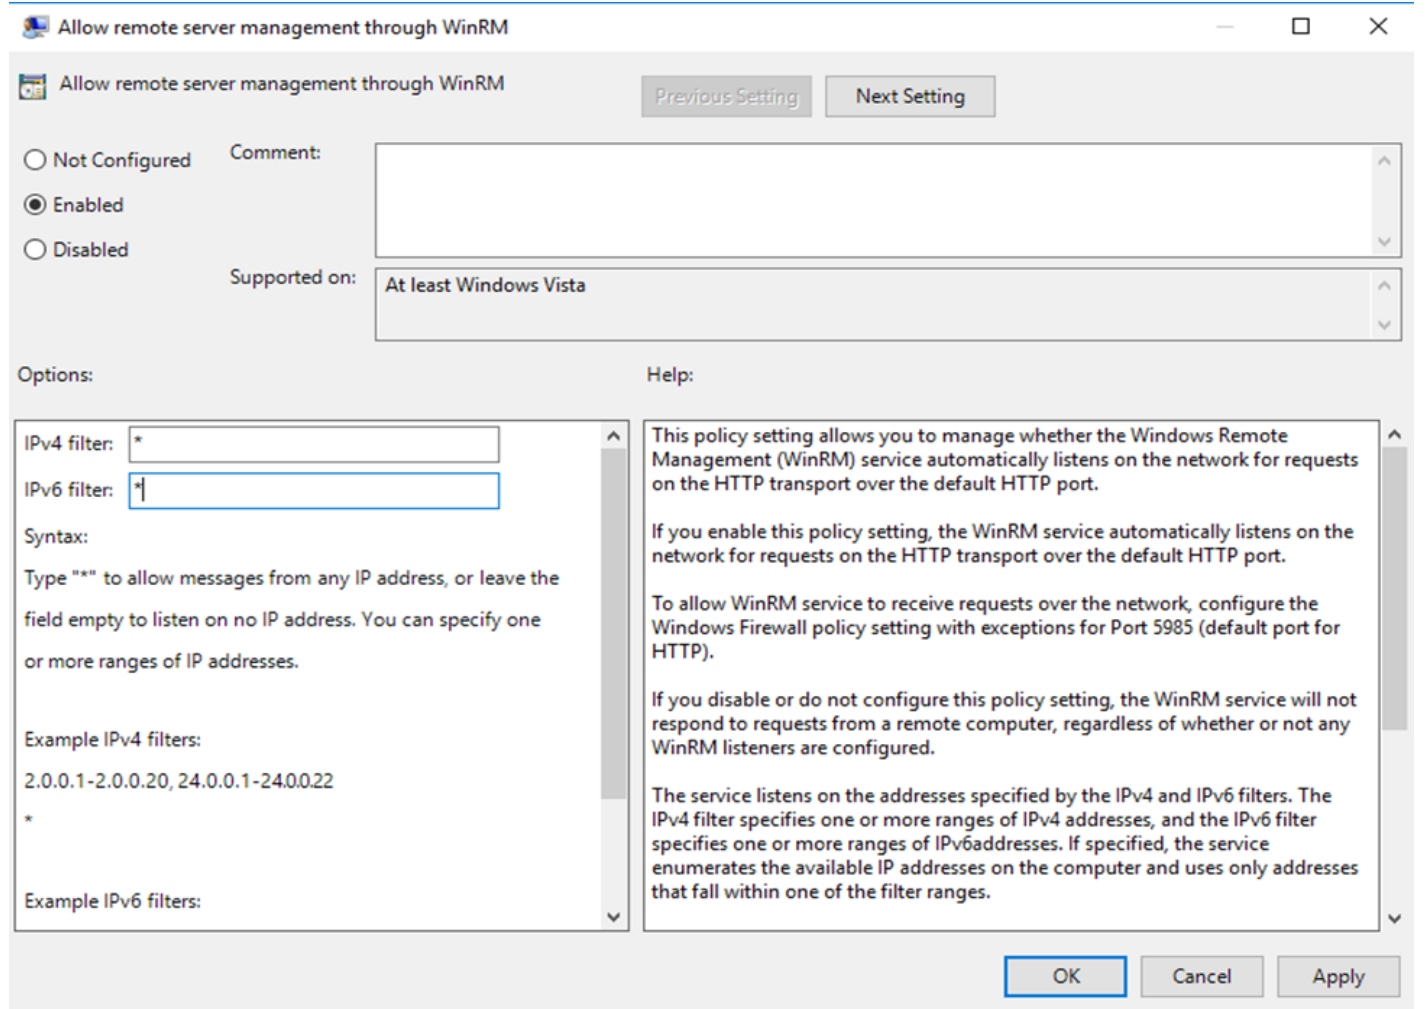 Allow remote server management through WinRM
Allow remote server management through WinRM
Previous Setting
Next Setting
Not Configured
Enabled
Disabled
Comment:
Supported on:
At least Windows Vista
Options:
Help:
IPv4 filter:
*
IPv6 filter:
*
Syntax:
Type "*" to allow messages from any IP address, or leave the
field empty to listen on no IP address. You can specify one
or more ranges of IP addresses.
Example IPv4 filters:
2.0.0.1-2.0.0.20, 24.0.0.1-24.0.0.22
*
Example IPv6 filters:
This policy setting allows you to manage whether the Windows Remote
Management (WinRM) service automatically listens on the network for requests
on the HTTP transport over the default HTTP port.
If you enable this policy setting, the WinRM service automatically listens on the
network for requests on the HTTP transport over the default HTTP port.
To allow WinRM service to receive requests over the network, configure the
Windows Firewall policy setting with exceptions for Port 5985 (default port for
HTTP).
If you disable or do not configure this policy setting, the WinRM service will not
respond to requests from a remote computer, regardless of whether or not any
WinRM listeners are configured.
The service listens on the addresses specified by the IPv4 and IPv6 filters. The
IPv4 filter specifies one or more ranges of IPv4 addresses, and the IPv6 filter
specifies one or more ranges of IPv6addresses. If specified, the service
enumerates the available IP addresses on the computer and uses only addresses
that fall within one of the filter ranges.
OK
Cancel
Apply